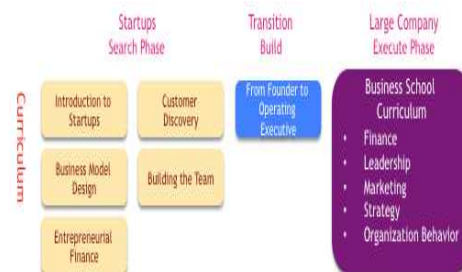 Startups
Search Phase
Transition
Build
Large Company
Execute Phase
Curriculum
Introduction to
Startups
Customer
Discovery
Business Model
Design
Building the Team
Entrepreneurial
Finance
From Founder to
Operating
Executive
Business School
Curriculum
• Finance
• Leadership
• Marketing
• Strategy
• Organization Behavior